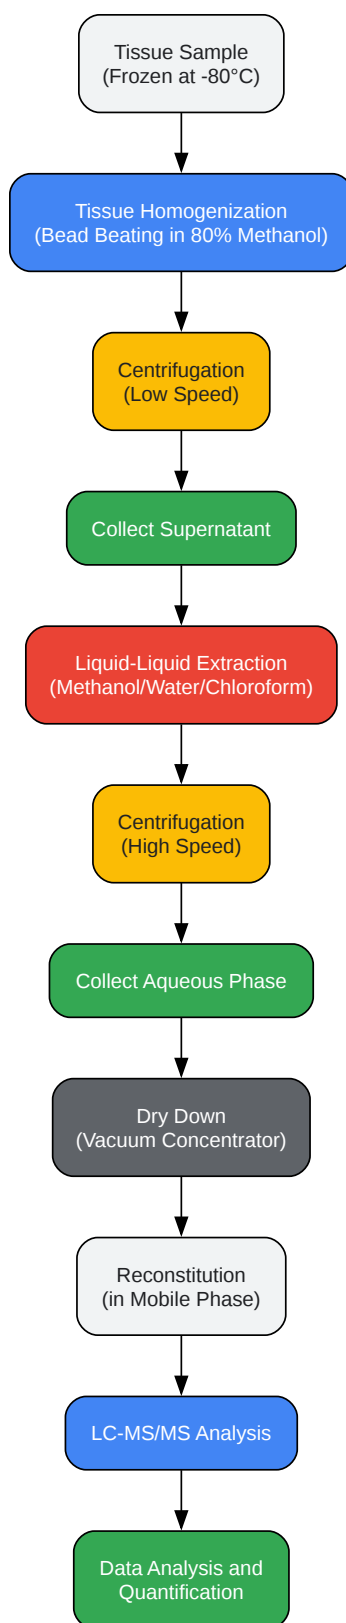 Tissue Sample
(Frozen at -80°C)
Tissue Homogenization
(Bead Beating in 80% Methanol)
Centrifugation
(Low Speed)
Collect Supernatant
Liquid-Liquid Extraction
(Methanol/Water/Chloroform)
Centrifugation
(High Speed)
Collect Aqueous Phase
Dry Down
(Vacuum Concentrator)
Reconstitution
(in Mobile Phase)
LC-MS/MS Analysis
Data Analysis and
Quantification